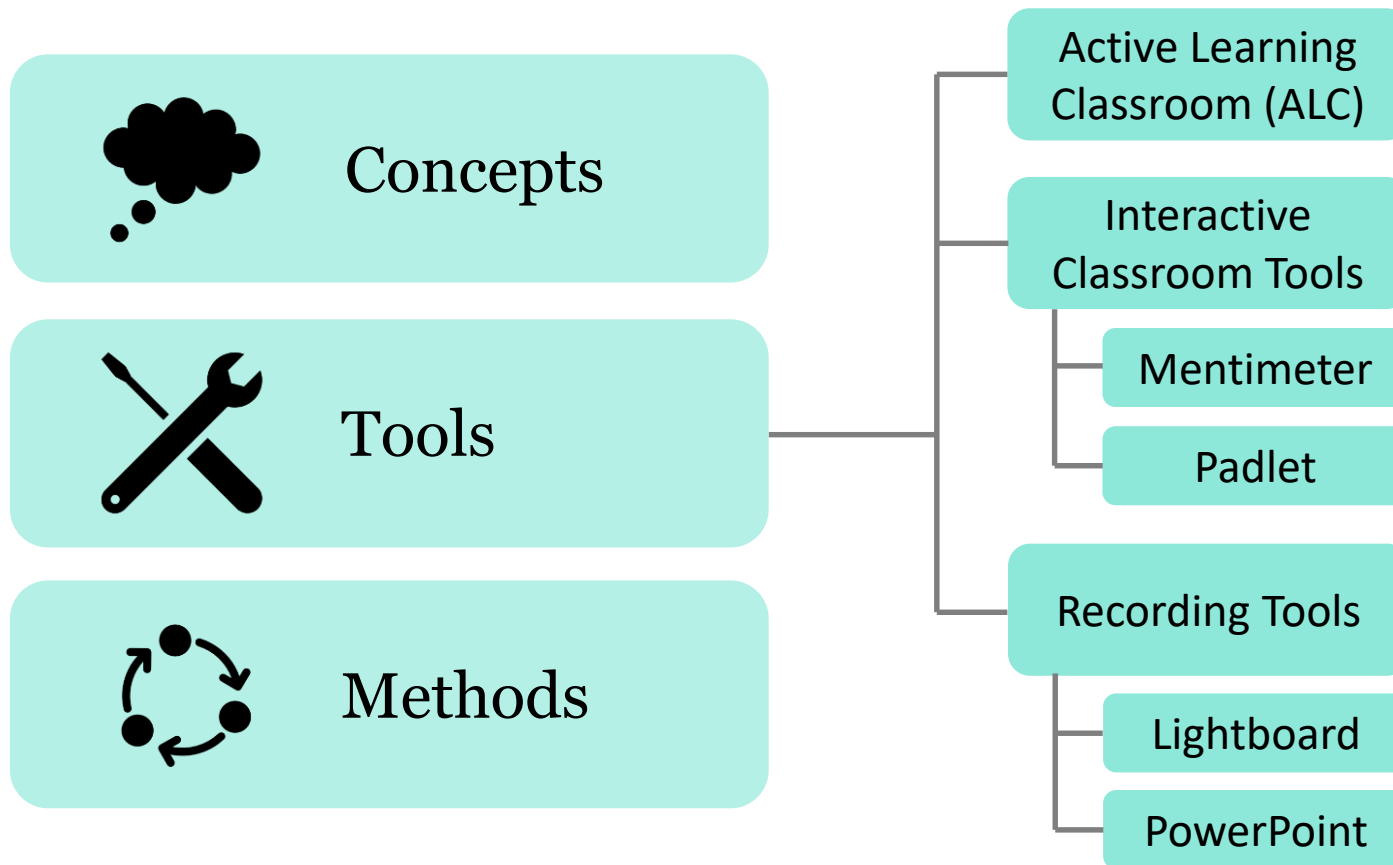 Concepts
Tools
Methods
Active Learning
Classroom (ALC)
Interactive
Classroom Tools
Mentimeter
Padlet
Recording Tools
Lightboard
PowerPoint